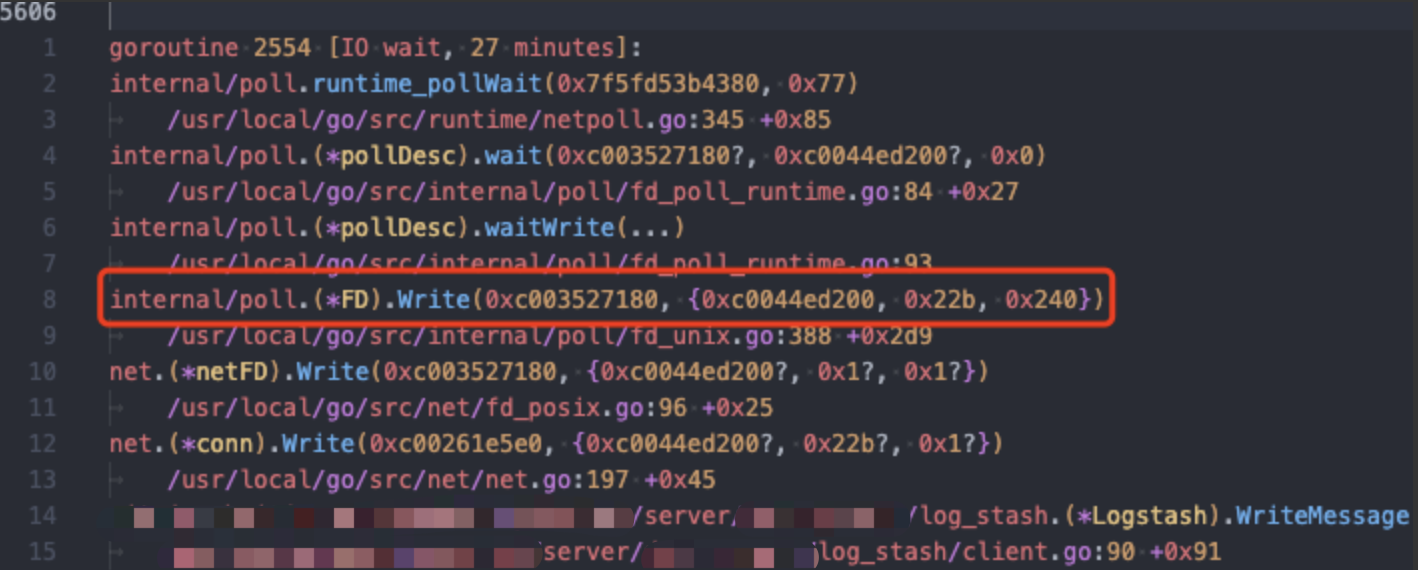 5606
1 goroutine 2554 [IO wait, 27 minutes]:
2 internal/poll.runtime_pollWait(0x7f5fd53b4380, 0x77)
3 /usr/local/go/src/runtime/netpoll.go:345 +0x85
4 internal/poll.(*pollDesc).wait(0xc003527180?, 0xc0044ed200?, 0x0)
5 /usr/local/go/src/internal/poll/fd_poll_runtime.go:84 +0x27
6 internal/poll.(*pollDesc).waitWrite(...)
7 /usr/local/go/src/internal/poll/fd_poll_runtime.go:93
8 internal/poll.(*FD).Write(0xc003527180, {0xc0044ed200, 0x22b, 0x240})
9 /usr/local/go/src/internal/poll/fd_unix.go:388 +0x2d9
10 net.(*netFD).Write(0xc003527180, {0xc0044ed200?, 0x1?, 0x1?})
11 /usr/local/go/src/net/fd_posix.go:96 +0x25
12 net.(*conn).Write(0xc00261e5e0, {0xc0044ed200?, 0x22b?, 0x1?})
13 /usr/local/go/src/net/net.go:197 +0x45
14 /server/ /log_stash.(*Logstash).WriteMessage
15 server/ log_stash/client.go:90 +0x91